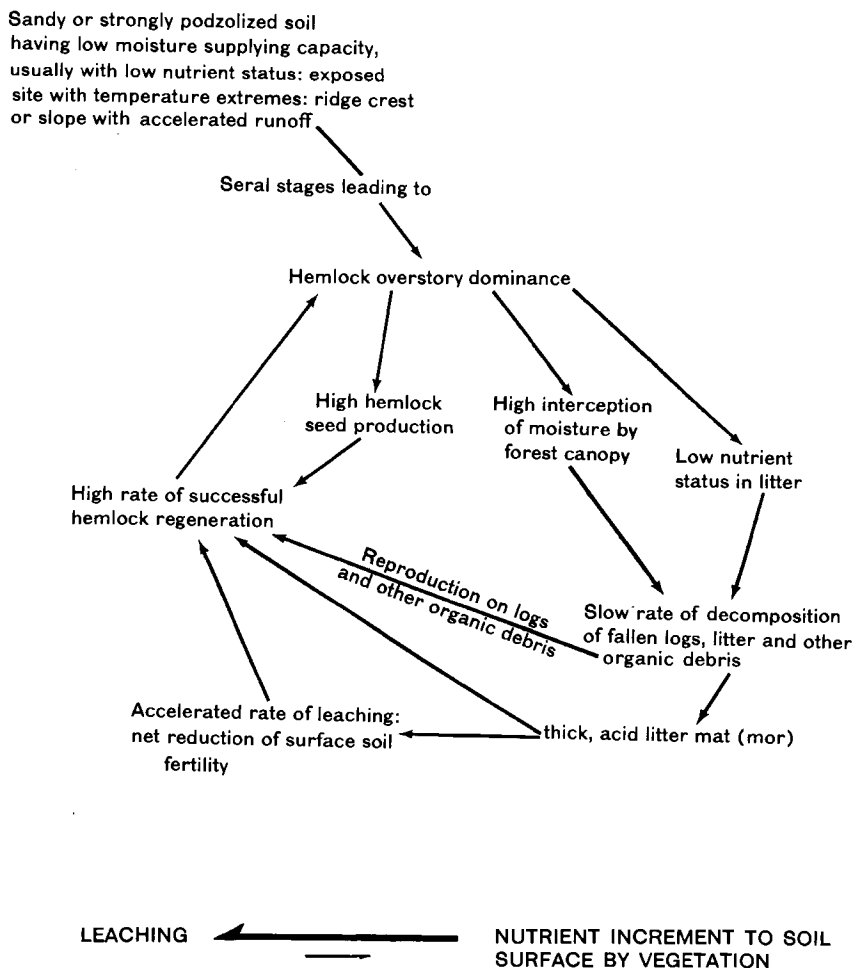 Sandy or strongly podzolized soil
having low moisture supplying capacity,
usually with low nutrient status: exposed
site with temperature extremes: ridge crest
or slope with accelerated runoff
Seral stages leading to
Hemlock overstory dominance
High hemlock
seed production
High interception
of moisture by
forest canopy
Low nutrient
status in litter
High rate of successful
hemlock regeneration
Reproduction on logs
and other organic debris
Slow rate of decomposition
of fallen logs, litter and other
organic debris
Accelerated rate of leaching:
net reduction of surface soil
fertility
thick, acid litter mat (mor)
LEACHING
NUTRIENT INCREMENT TO SOIL
SURFACE BY VEGETATION